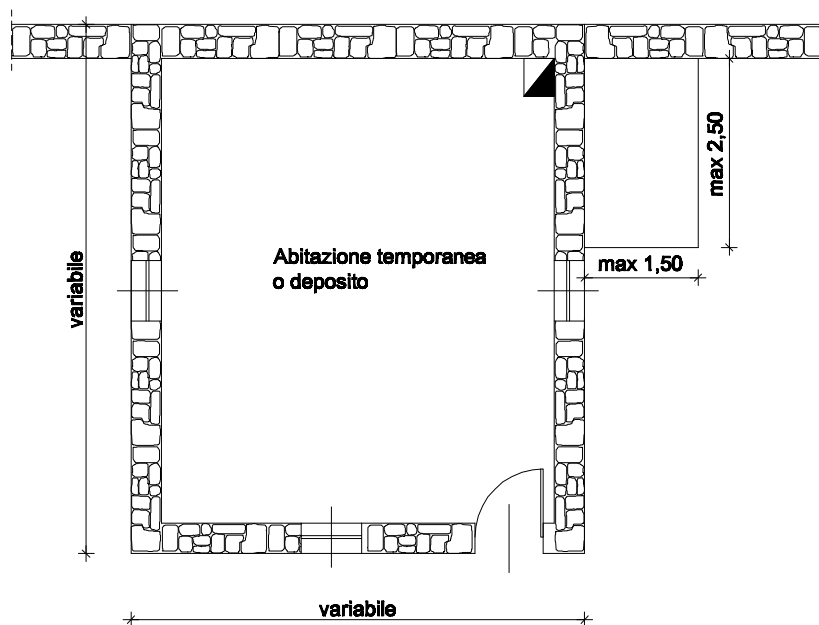 max 2,50
Abitazione temporanea
o deposito
max 1,50
variabile
variabile